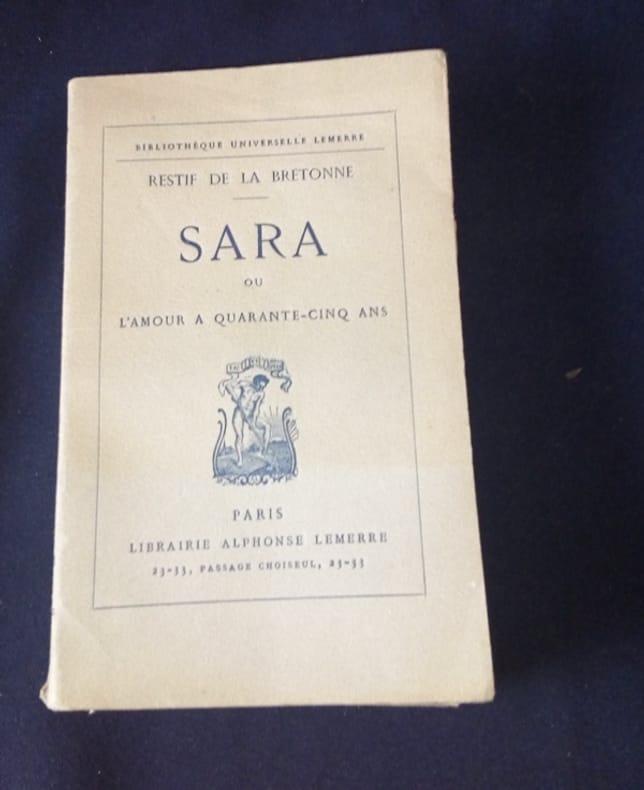 BIBLIOTHÈQUE UNIVERSELLE LEMERRE
RESTIF DE LA BRETONNE
SARA
OU
L'AMOUR A QUARANTE-CINQ ANS
PARIS
LIBRAIRIE ALPHONSE LEMERRE
23-33, PASSAGE CHOISEUL, 23-33